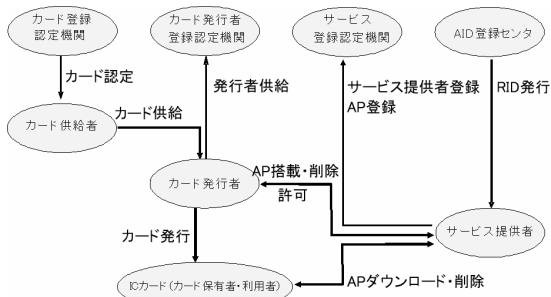 カード登録
認定機関
カード発行者
登録認定機関
サービス
登録認定機関
AID登録センタ
カード認定
発行者供給
サービス提供者登録
AP登録
RID発行
カード供給
カード供給者
AP搭載・削除
許可
カード発行者
サービス提供者
カード発行
APダウンロード・削除
ICカード(カード保有者・利用者)